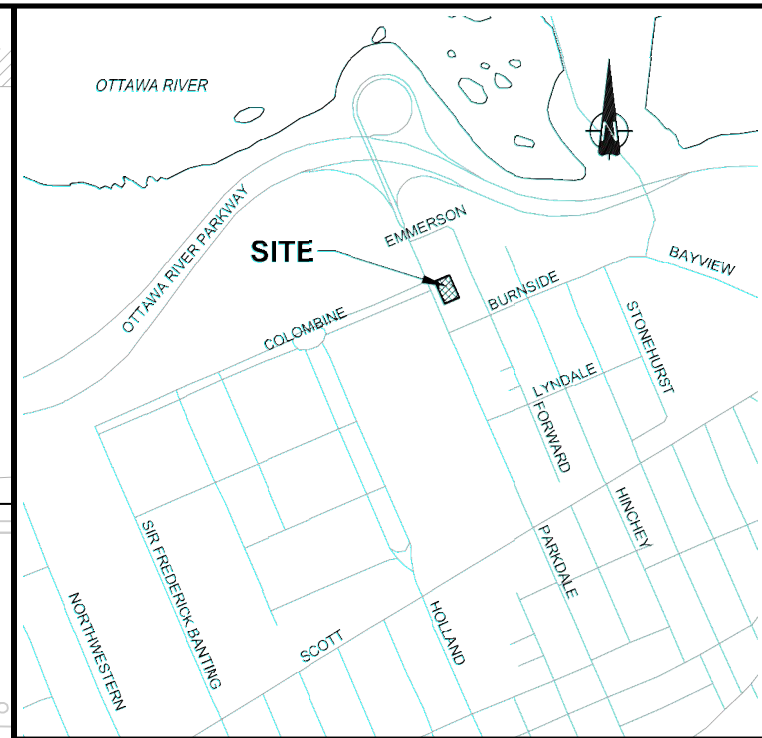 OTTAWA RIVER
N
OTTAWA RIVER PARKWAY
EMMERSON
SITE
BAYVIEW
BURNSIDE
COLOMBINE
STONEHURST
LYNDALE
FORWARD
HINCHEY
PARKDALE
SIR FREDERICK BANTING
NORTHWESTERN
HOLLAND
SCOTT